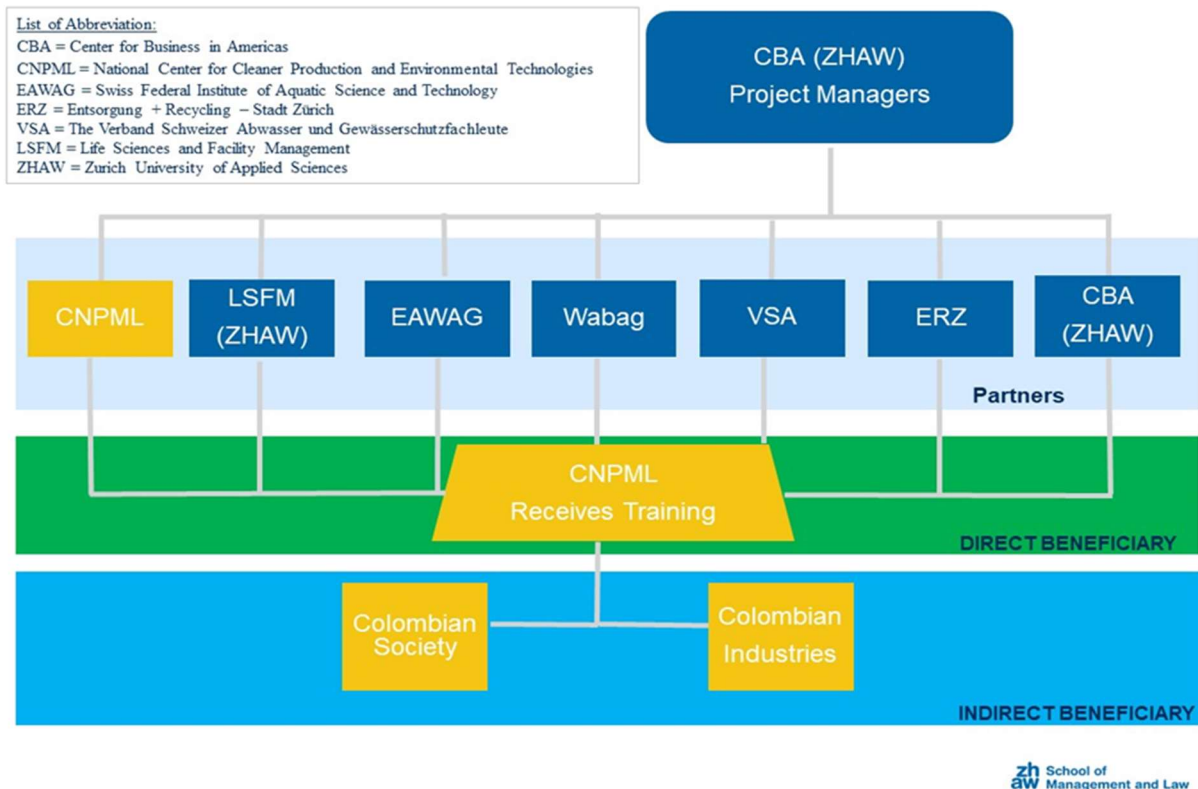 List of Abbreviation:
CBA = Center for Business in Americas
CNPML = National Center for Cleaner Production and Environmental Technologies
EAWAG = Swiss Federal Institute of Aquatic Science and Technology
ERZ = Entsorgung + Recycling – Stadt Zürich
VSA = The Verband Schweizer Abwasser und Gewässerschutzfachleute
LSFM = Life Sciences and Facility Management
ZHAW = Zurich University of Applied Sciences
CBA (ZHAW)
Project Managers
CNPML
LSFM
(ZHAW)
EAWAG
Wabag
VSA
ERZ
CBA
(ZHAW)
Partners
CNPML
Receives Training
DIRECT BENEFICIARY
Colombian
Society
Colombian
Industries
INDIRECT BENEFICIARY
zh
aw
School of
Management and Law